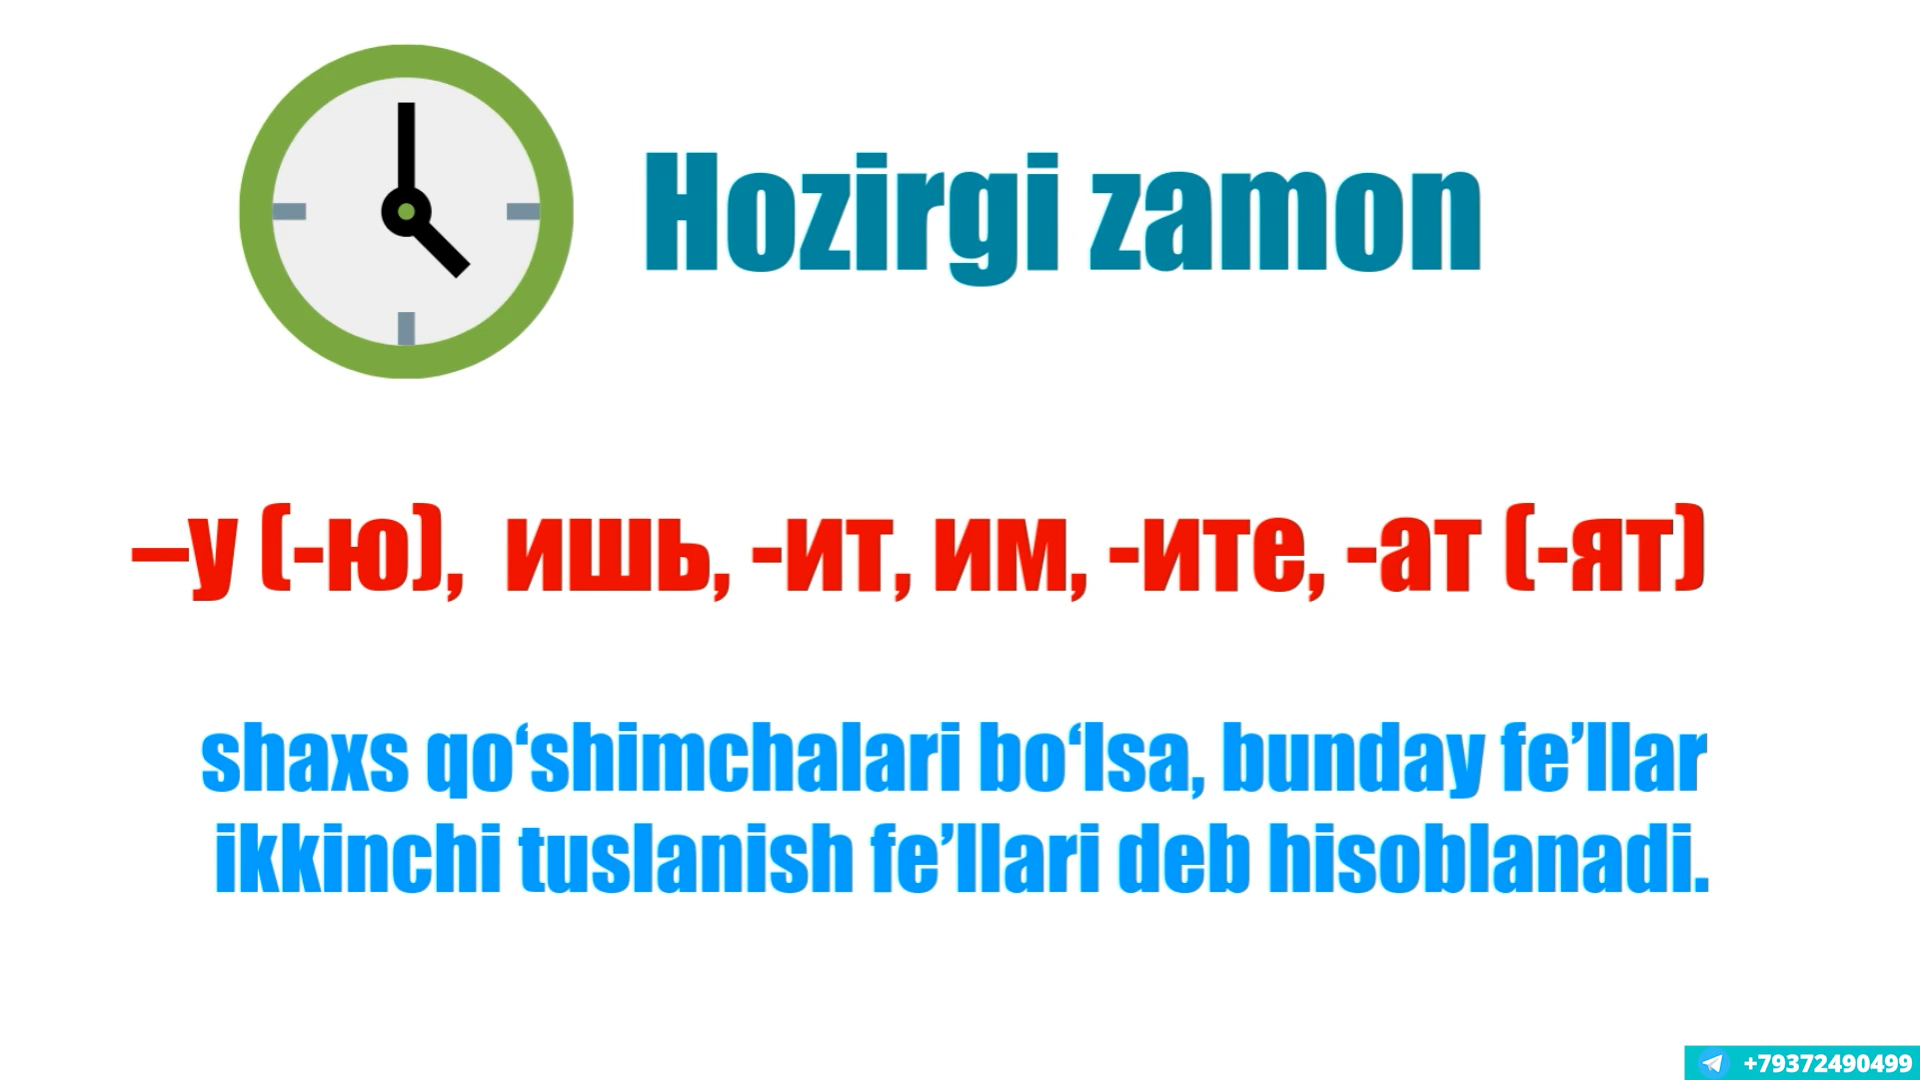 Hozirgi zamon
–у (-ю),  ишь, -ит, им, -ите, -ат (-ят)
shaxs qo‘shimchalari bo‘lsa, bunday fe’llar
ikkinchi tuslanish fe’llari deb hisoblanadi.
+79372490499